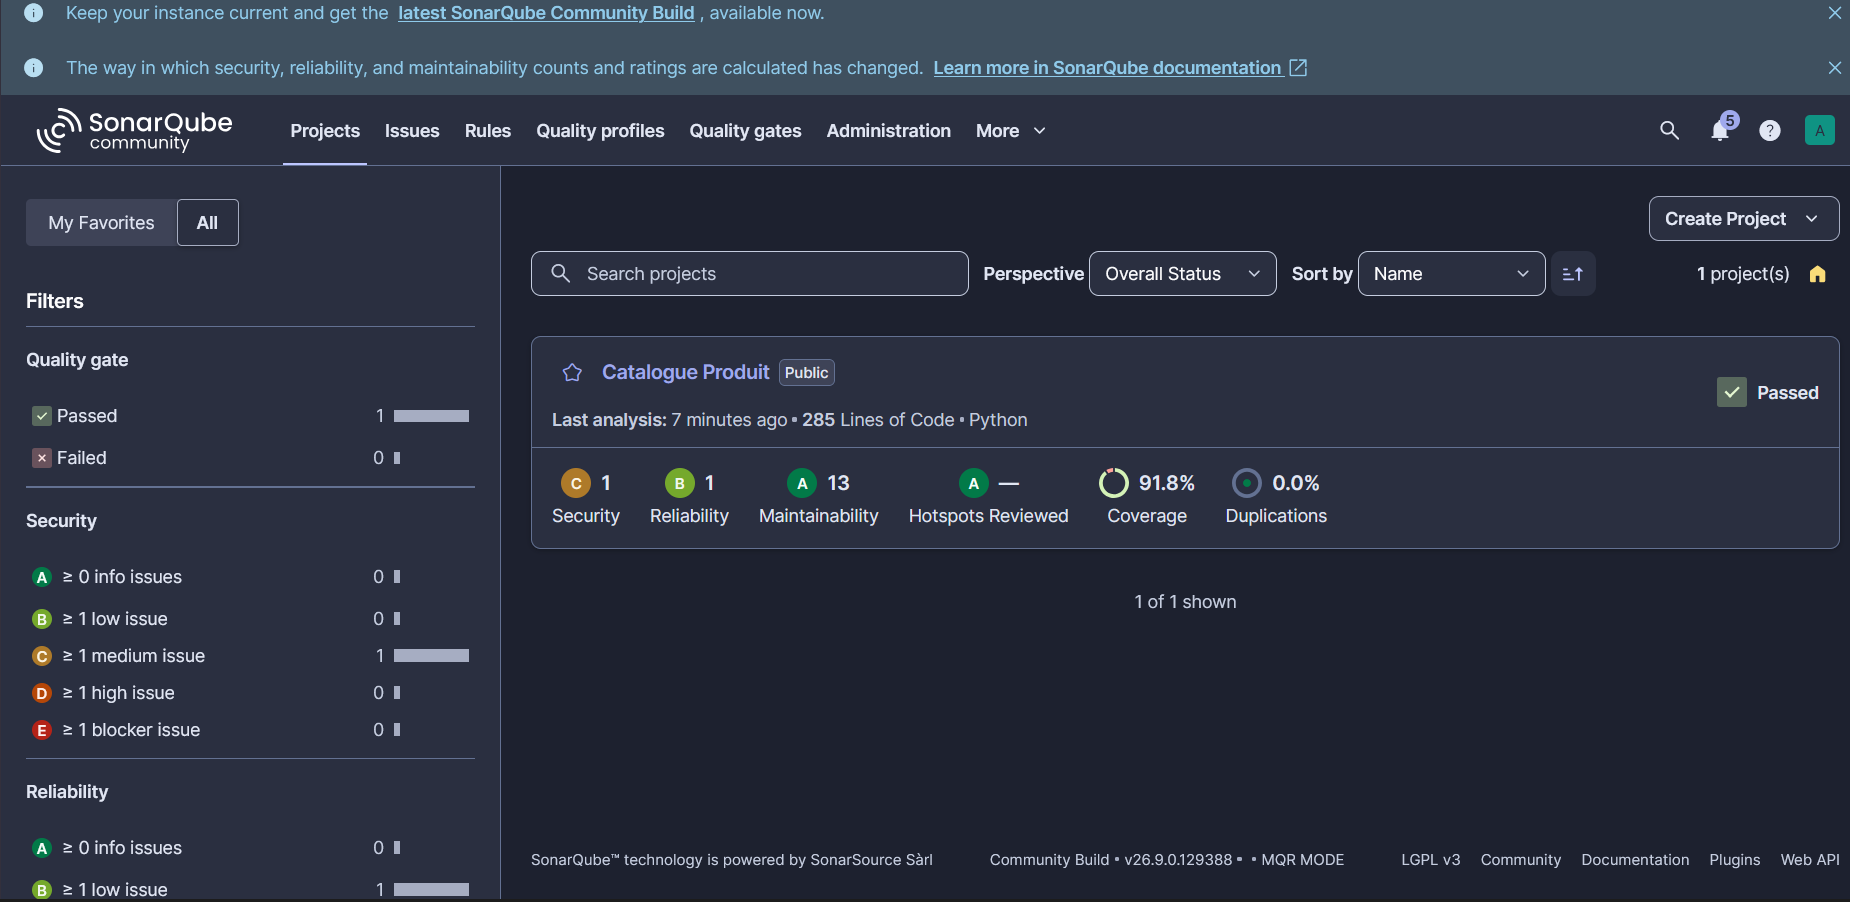 Keep your instance current and get the latest SonarQube Community Build , available now.
The way in which security, reliability, and maintainability counts and ratings are calculated has changed. Learn more in SonarQube documentation
SonarQube community
Projects Issues Rules Quality profiles Quality gates Administration More
5
A
My Favorites All
Create Project
Search projects
Perspective Overall Status Sort by Name 1 project(s)
Filters
Quality gate
Passed 1
Failed 0
Security
A ≥ 0 info issues 0
B ≥ 1 low issue 0
C ≥ 1 medium issue 1
D ≥ 1 high issue 0
E ≥ 1 blocker issue 0
Reliability
A ≥ 0 info issues 0
B ≥ 1 low issue 1
Catalogue Produit Public
Passed
Last analysis: 7 minutes ago • 285 Lines of Code • Python
C 1 B 1 A 13 A — 91.8% 0.0%
Security Reliability Maintainability Hotspots Reviewed Coverage Duplications
1 of 1 shown
SonarQube™ technology is powered by SonarSource Sàrl Community Build • v26.9.0.129388 • • MQR MODE LGPL v3 Community Documentation Plugins Web API